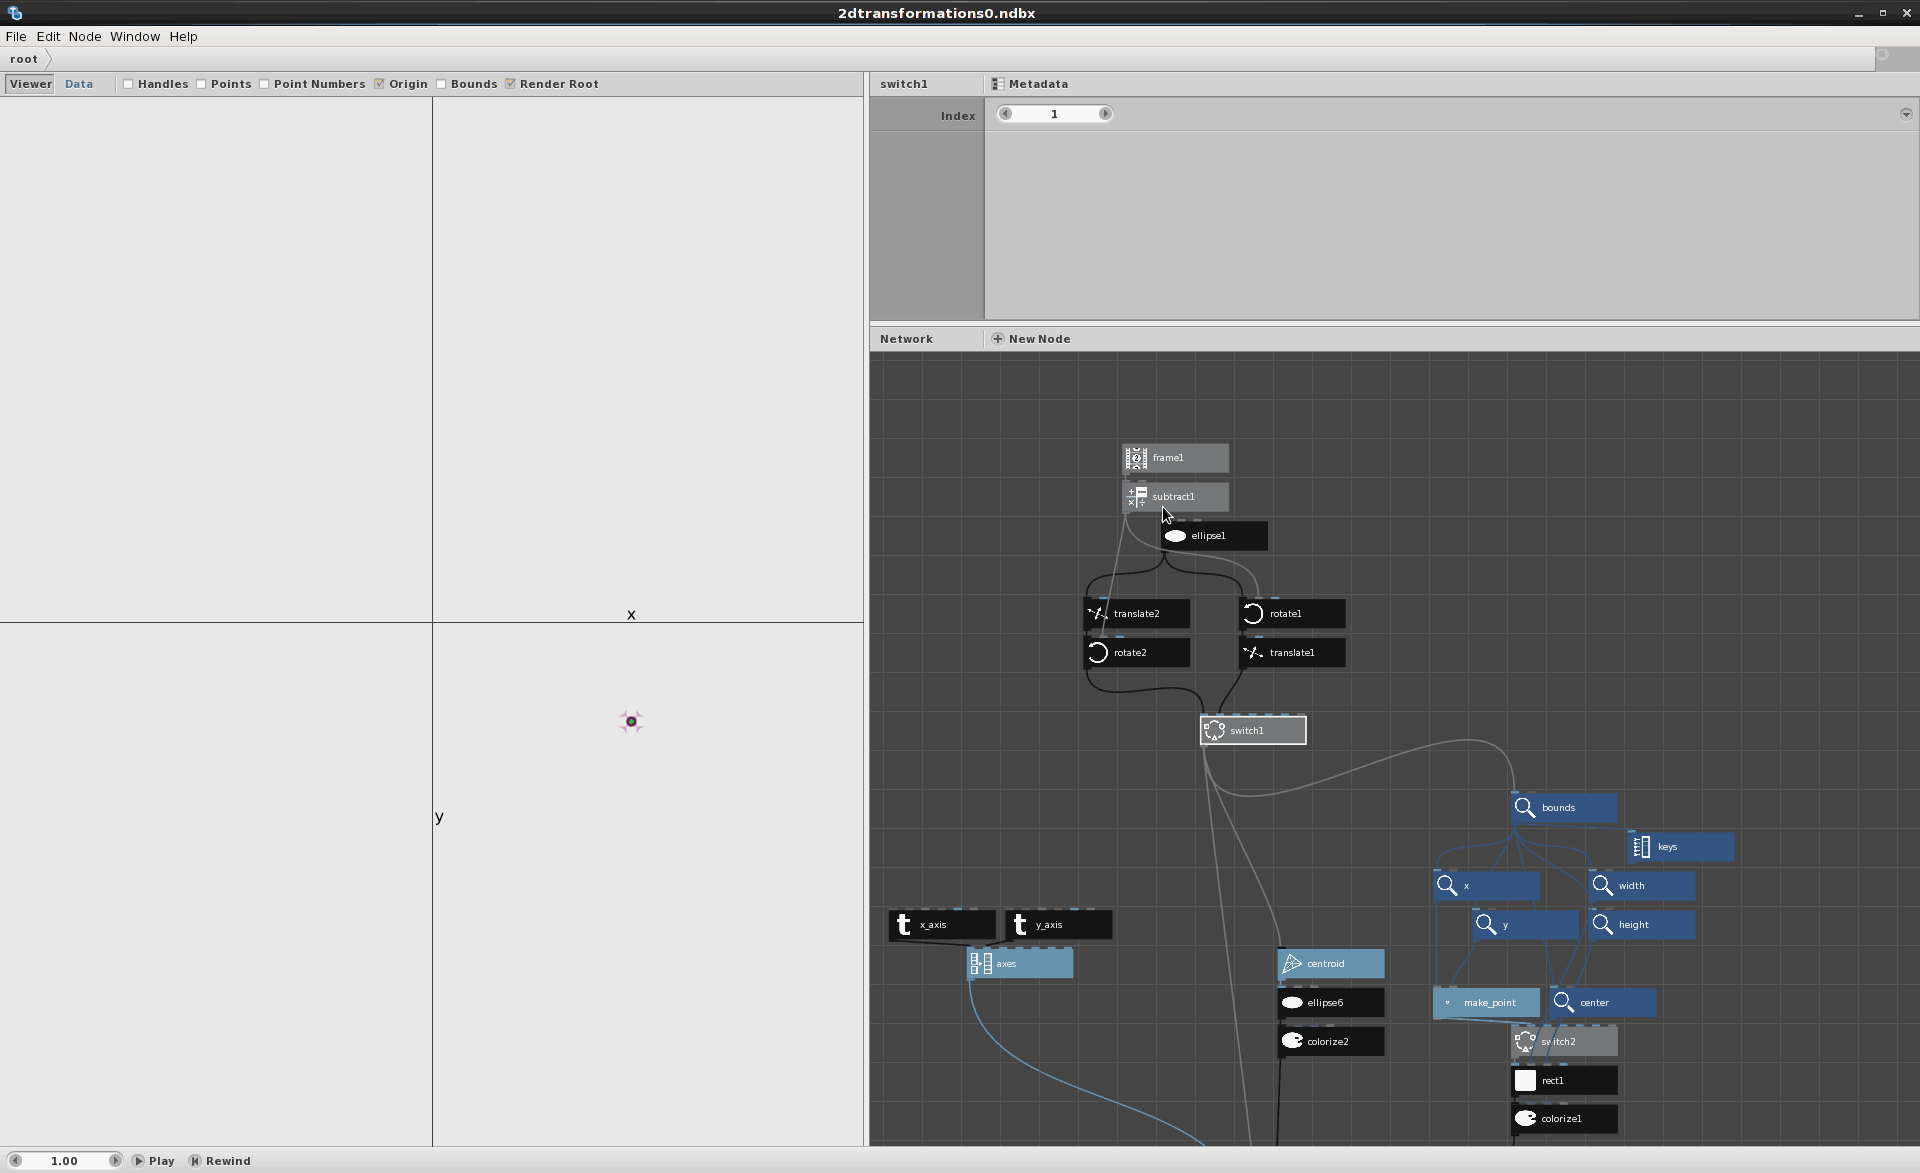 2dtransformations0.ndbx
File Edit Node Window Help
root
Viewer Data Handles Points Point Numbers Origin Bounds Render Root
switch1 Metadata
Index 1
Network New Node
frame1
subtract1
ellipse1
translate2 rotate1
rotate2 translate1
switch1
x
y
bounds
keys
x width
x_axis y_axis y height
axes centroid
ellipse6 make_point center
colorize2 switch2
rect1
colorize1
1.00 Play Rewind